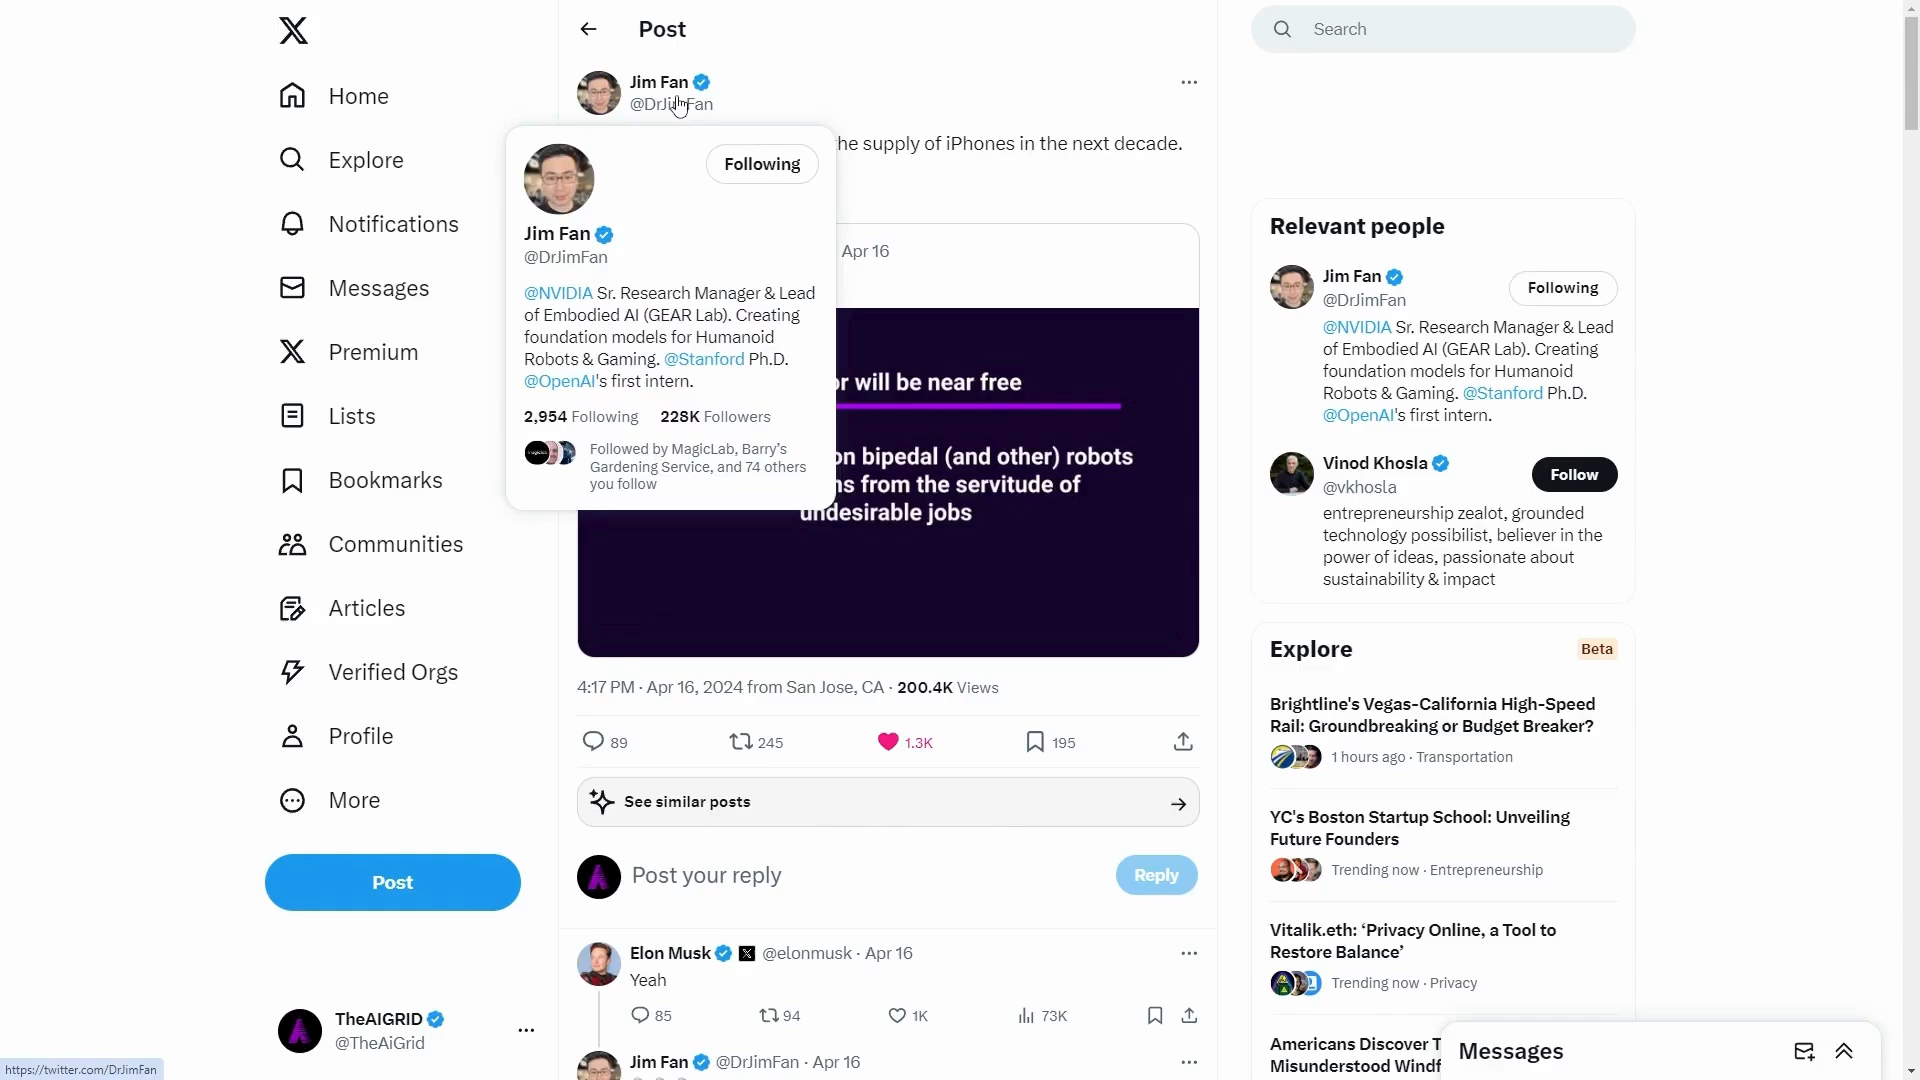 Post
Search
Home
Explore
Notifications
Messages
Premium
Lists
Bookmarks
Communities
Articles
Verified Orgs
Profile
More
Post
TheAIGRID
@TheAiGrid
https://twitter.com/DrJimFan
Jim Fan
@DrJimFan
the supply of iPhones in the next decade.
Following
Jim Fan
@DrJimFan
@NVIDIA Sr. Research Manager & Lead
of Embodied AI (GEAR Lab). Creating
foundation models for Humanoid
Robots & Gaming. @Stanford Ph.D.
@OpenAI's first intern.
2,954 Following 228K Followers
Followed by MagicLab, Barry’s
Gardening Service, and 74 others
you follow
Apr 16
will be near free
bipedal (and other) robots
from the servitude of
undesirable jobs
4:17 PM · Apr 16, 2024 from San Jose, CA · 200.4K Views
89 245 1.3K 195
See similar posts
Post your reply
Reply
Elon Musk @elonmusk · Apr 16
Yeah
85 94 1K 73K
Jim Fan @DrJimFan · Apr 16
Relevant people
Jim Fan
@DrJimFan
Following
@NVIDIA Sr. Research Manager & Lead
of Embodied AI (GEAR Lab). Creating
foundation models for Humanoid
Robots & Gaming. @Stanford Ph.D.
@OpenAI's first intern.
Vinod Khosla
@vkhosla
Follow
entrepreneurship zealot, grounded
technology possibilist, believer in the
power of ideas, passionate about
sustainability & impact
Explore
Beta
Brightline's Vegas-California High-Speed
Rail: Groundbreaking or Budget Breaker?
1 hours ago · Transportation
YC's Boston Startup School: Unveiling
Future Founders
Trending now · Entrepreneurship
Vitalik.eth: ‘Privacy Online, a Tool to
Restore Balance’
Trending now · Privacy
Americans Discover
Misunderstood
Messages